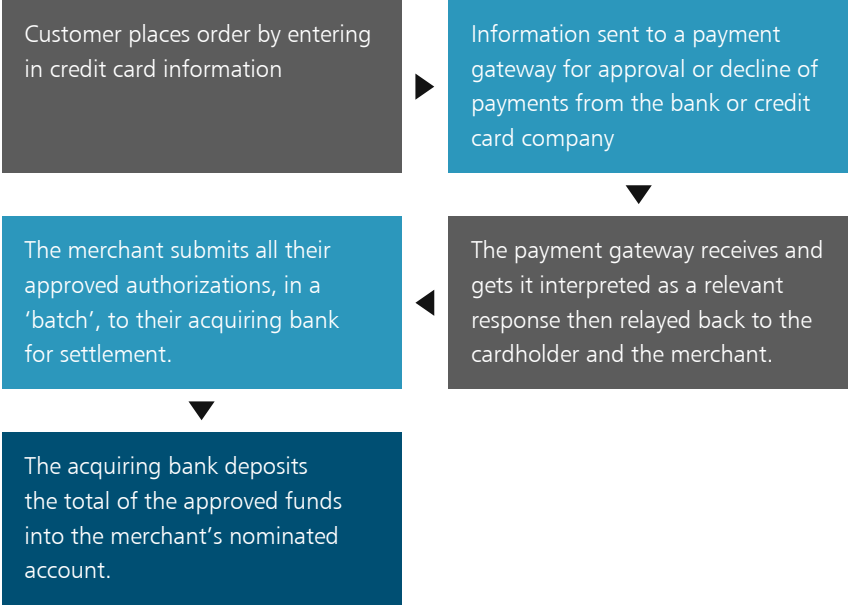 Customer places order by entering
in credit card information
Information sent to a payment
gateway for approval or decline of
payments from the bank or credit
card company
The payment gateway receives and
gets it interpreted as a relevant
response then relayed back to the
cardholder and the merchant.
The merchant submits all their
approved authorizations, in a
‘batch’, to their acquiring bank
for settlement.
The acquiring bank deposits
the total of the approved funds
into the merchant’s nominated
account.